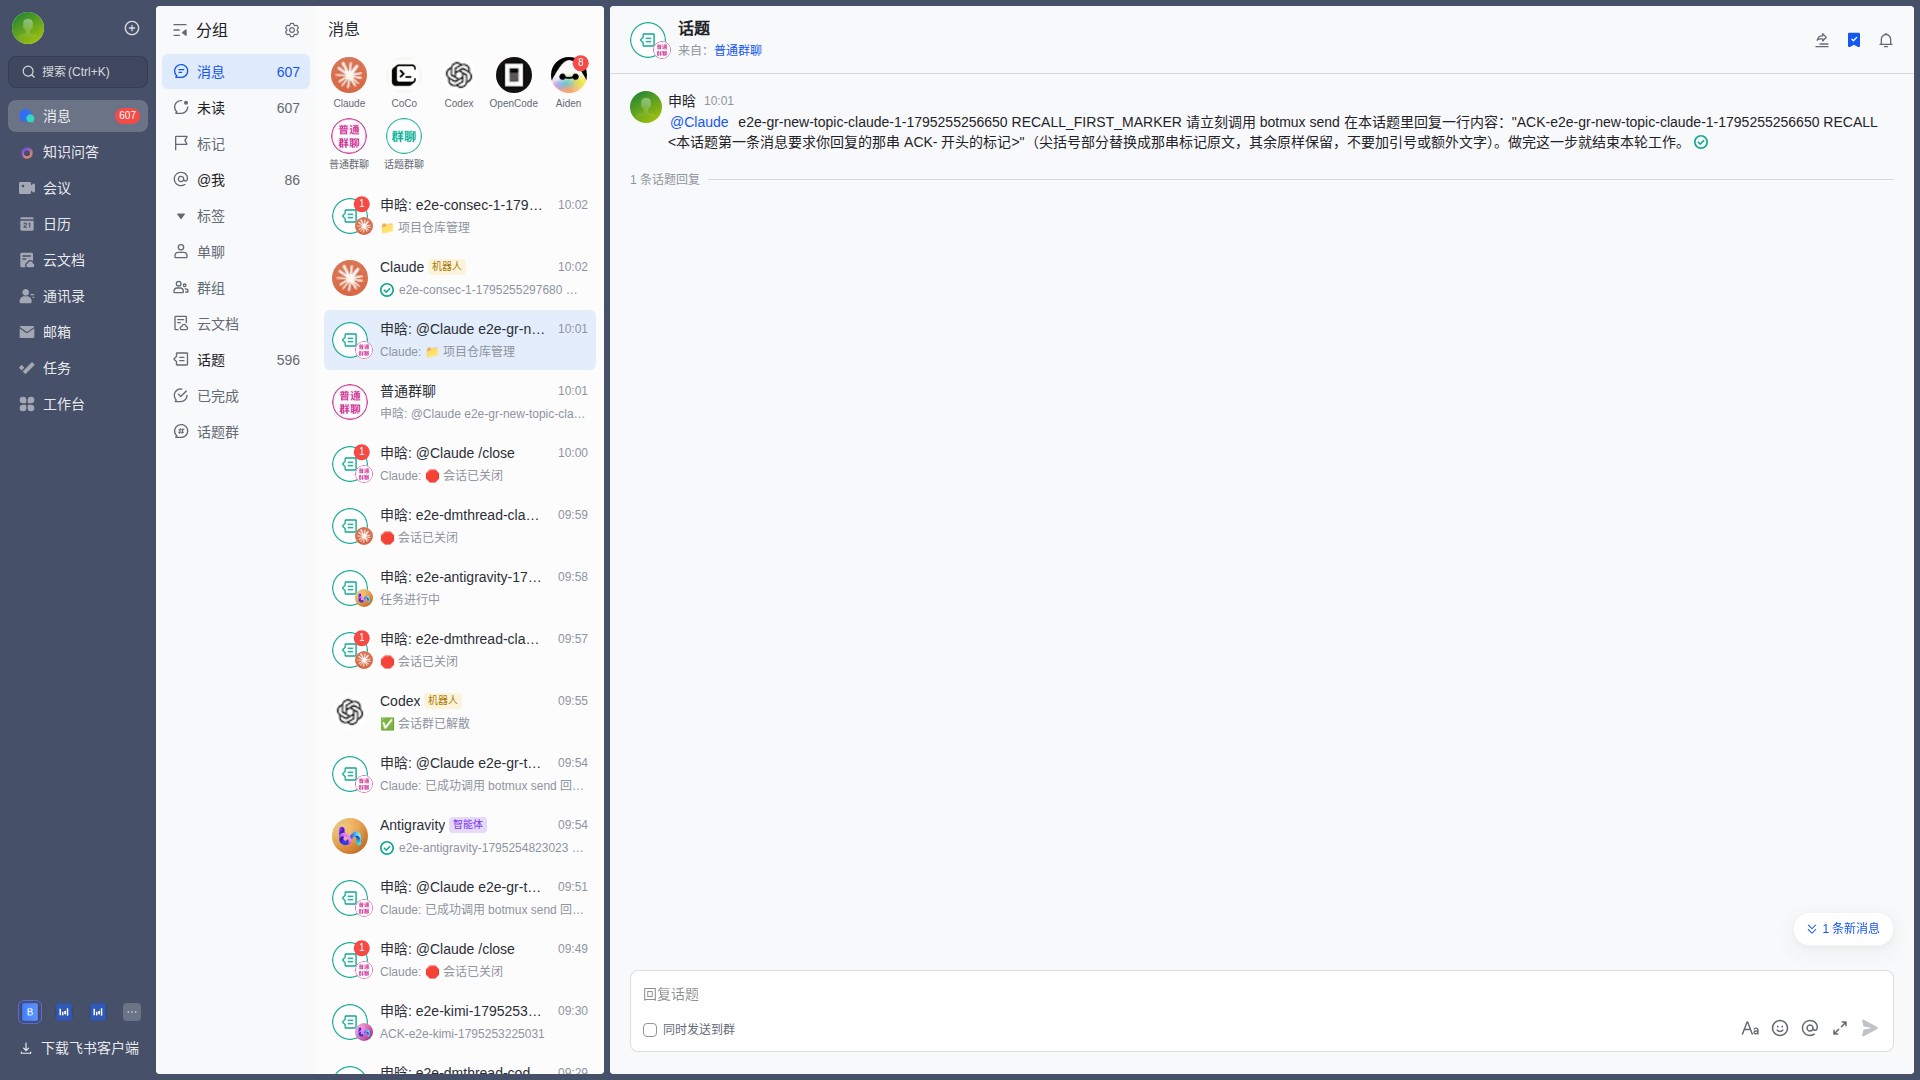 搜索 (Ctrl+K)
消息 607
知识问答
会议
日历
云文档
通讯录
邮箱
任务
工作台
下载飞书客户端
分组
消息 607
未读 607
标记
@我 86
标签
单聊
群组
云文档
话题 596
已完成
话题群
消息
Claude
CoCo
Codex
OpenCode
8
Aiden
普通群聊
普通群聊
群聊
话题群聊
1
申晗: e2e-consec-1-179… 10:02
📁 项目仓库管理
Claude 机器人 10:02
e2e-consec-1-1795255297680 …
申晗: @Claude e2e-gr-n… 10:01
Claude: 📁 项目仓库管理
普通群聊 10:01
申晗: @Claude e2e-gr-new-topic-cla…
1
申晗: @Claude /close 10:00
Claude: 🛑 会话已关闭
申晗: e2e-dmthread-cla… 09:59
🛑 会话已关闭
申晗: e2e-antigravity-17… 09:58
任务进行中
1
申晗: e2e-dmthread-cla… 09:57
🛑 会话已关闭
Codex 机器人 09:55
✅ 会话群已解散
申晗: @Claude e2e-gr-t… 09:54
Claude: 已成功调用 botmux send 回…
Antigravity 智能体 09:54
e2e-antigravity-1795254823023 …
申晗: @Claude e2e-gr-t… 09:51
Claude: 已成功调用 botmux send 回…
1
申晗: @Claude /close 09:49
Claude: 🛑 会话已关闭
申晗: e2e-kimi-1795253… 09:30
ACK-e2e-kimi-1795253225031
申晗: e2e-dmthread-cod 09:29
话题
来自：普通群聊
申晗 10:01
@Claude e2e-gr-new-topic-claude-1-1795255256650 RECALL_FIRST_MARKER 请立刻调用 botmux send 在本话题里回复一行内容："ACK-e2e-gr-new-topic-claude-1-1795255256650 RECALL
<本话题第一条消息要求你回复的那串 ACK- 开头的标记>"（尖括号部分替换成那串标记原文，其余原样保留，不要加引号或额外文字）。做完这一步就结束本轮工作。
1 条话题回复
1 条新消息
回复话题
同时发送到群